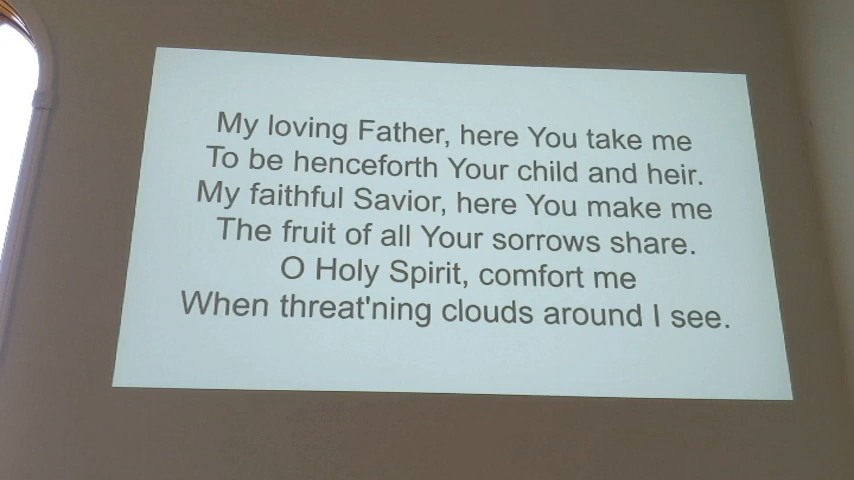 My loving Father, here You take me
To be henceforth Your child and heir.
My faithful Savior, here You make me
The fruit of all Your sorrows share.
O Holy Spirit, comfort me
When threat'ning clouds around I see.